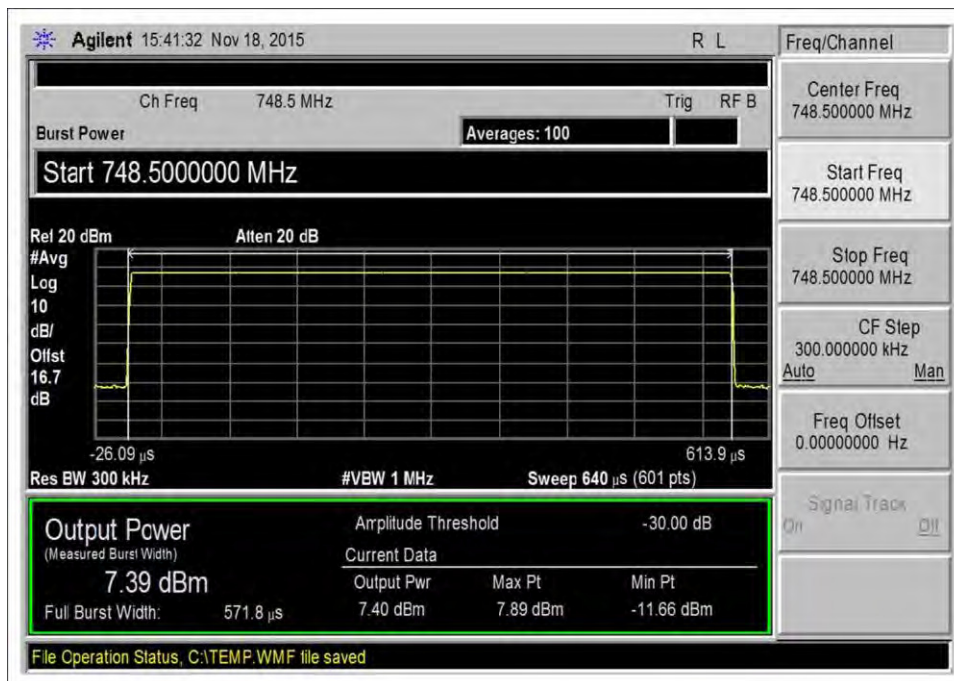 Agilent 15:41:32 Nov 18, 2015 R L
Freq/Channel
Ch Freq 748.5 MHz Trig RF B
Burst Power Averages: 100
Start 748.5000000 MHz
Ref 20 dBm Atten 20 dB
#Avg
Log
10
dB/
Offst
16.7
dB
-26.09 µs 613.9 µs
Res BW 300 kHz #VBW 1 MHz Sweep 640 µs (601 pts)
Output Power
(Measured Burst Width)
7.39 dBm
Full Burst Width: 571.8 µs
Amplitude Threshold -30.00 dB
Current Data
Output Pwr Max Pt Min Pt
7.40 dBm 7.89 dBm -11.66 dBm
File Operation Status, C:\TEMP.WMF file saved
Center Freq
748.500000 MHz
Start Freq
748.500000 MHz
Stop Freq
748.500000 MHz
CF Step
300.000000 kHz
Auto Man
Freq Offset
0.00000000 Hz
Signal Track
On Off